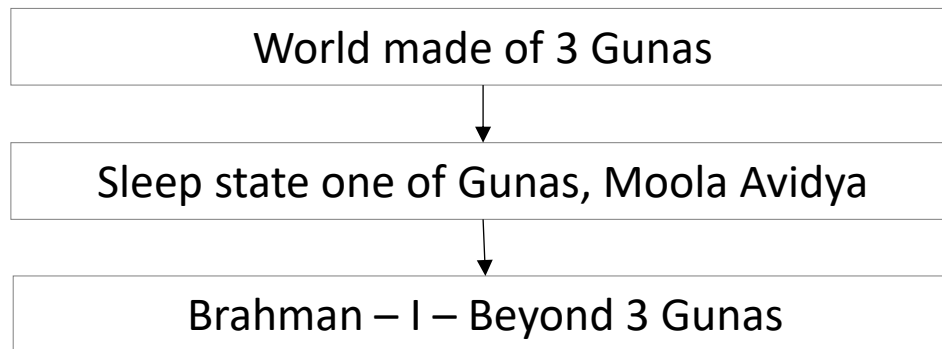 World made of 3 Gunas
Sleep state one of Gunas, Moola Avidya
Brahman – I – Beyond 3 Gunas